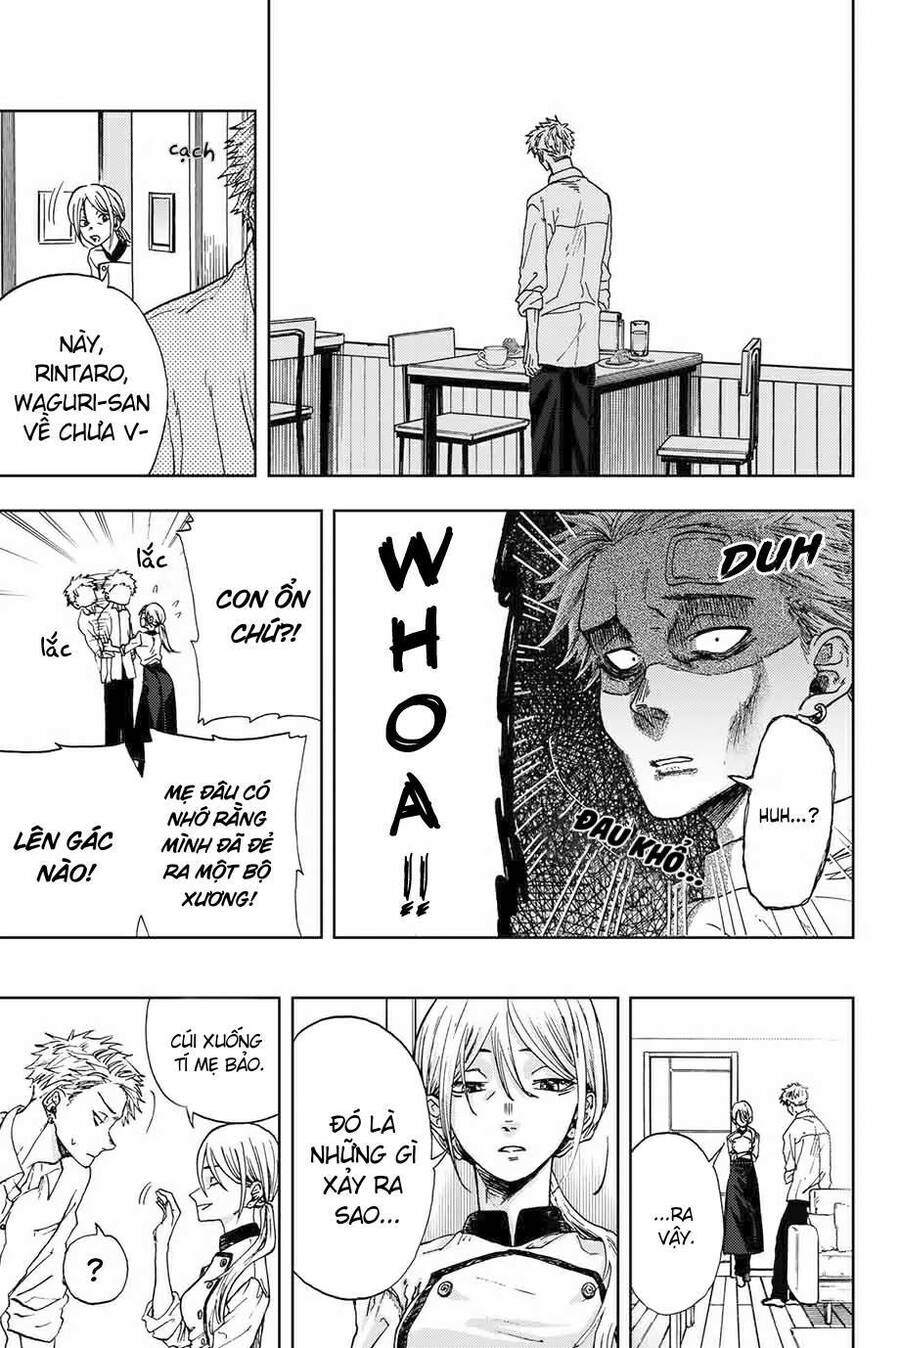 cạch
NÀY,
RINTARO,
WAGURI-SAN
VỀ CHƯA V-
DUH
HUH...?
ĐAU KHỔ...
WHOA!!
CON ỔN
CHỨ?!
lắc
lắc
MẸ ĐÂU CÓ
NHỚ RẰNG
MÌNH ĐÃ ĐẺ
RA MỘT BỘ
XƯƠNG!
LÊN GÁC
NÀO!
...RA
VẬY.
ĐÓ LÀ
NHỮNG GÌ
XẢY RA
SAO...
CÚI XUỐNG
TÍ MẸ BẢO.
?